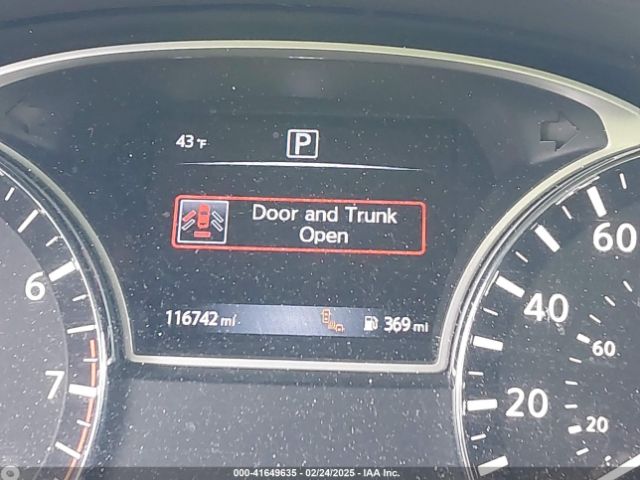 43°F
P
Door and Trunk
Open
116742 mi
369 mi
6
7
60
40
20
60
20
000-41649635 - 02/24/2025 - IAA Inc.